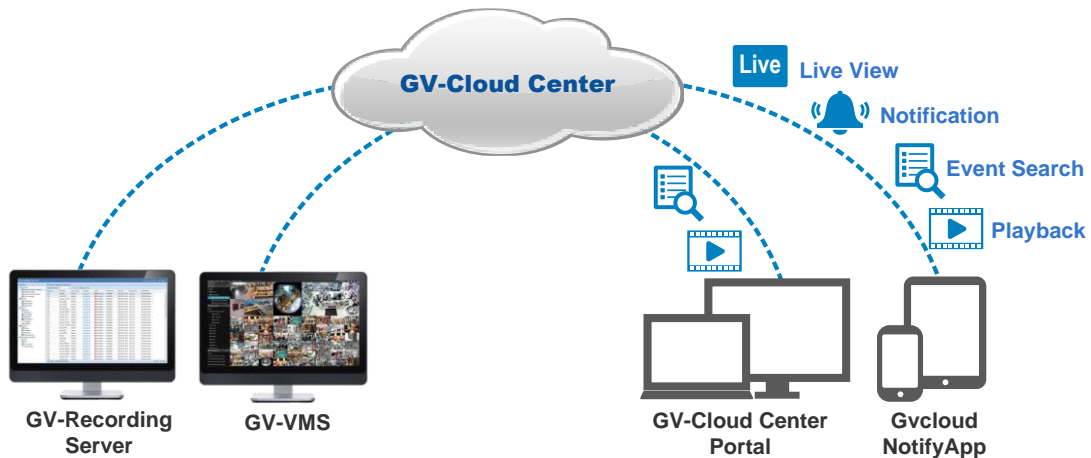 GV-Cloud Center
Live
Live View
Notification
Event Search
Playback
GV-Recording
Server
GV-VMS
GV-Cloud Center
Portal
Gvcloud
NotifyApp